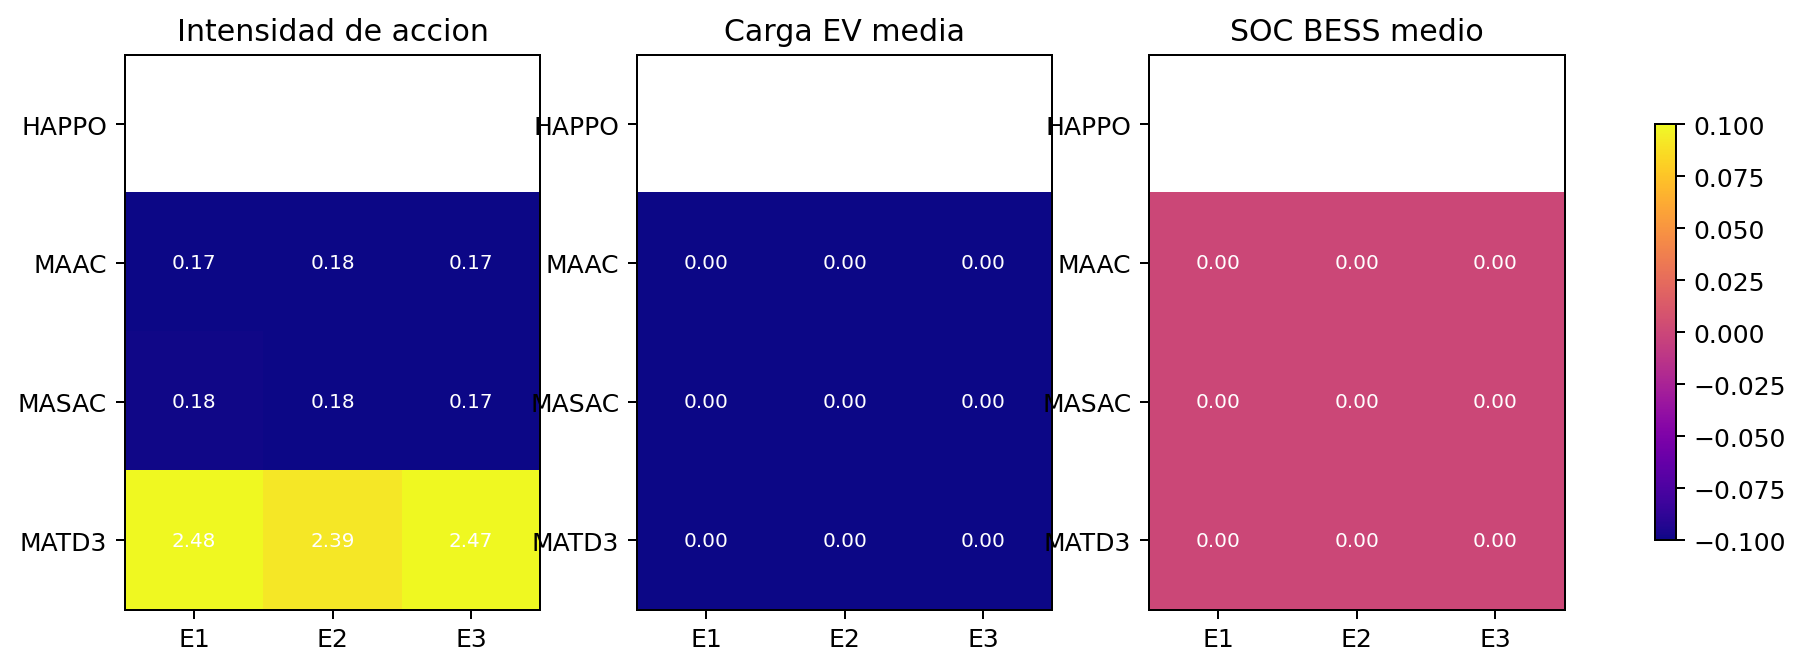 Intensidad de accion
Carga EV media
SOC BESS medio
HAPPO
MAAC
MASAC
MATD3
0.17 0.18 0.17
0.18 0.18 0.17
2.48 2.39 2.47
E1 E2 E3
HAPPO
MAAC
MASAC
MATD3
0.00 0.00 0.00
0.00 0.00 0.00
0.00 0.00 0.00
E1 E2 E3
HAPPO
MAAC
MASAC
MATD3
0.00 0.00 0.00
0.00 0.00 0.00
0.00 0.00 0.00
E1 E2 E3
0.100
0.075
0.050
0.025
0.000
−0.025
−0.050
−0.075
−0.100